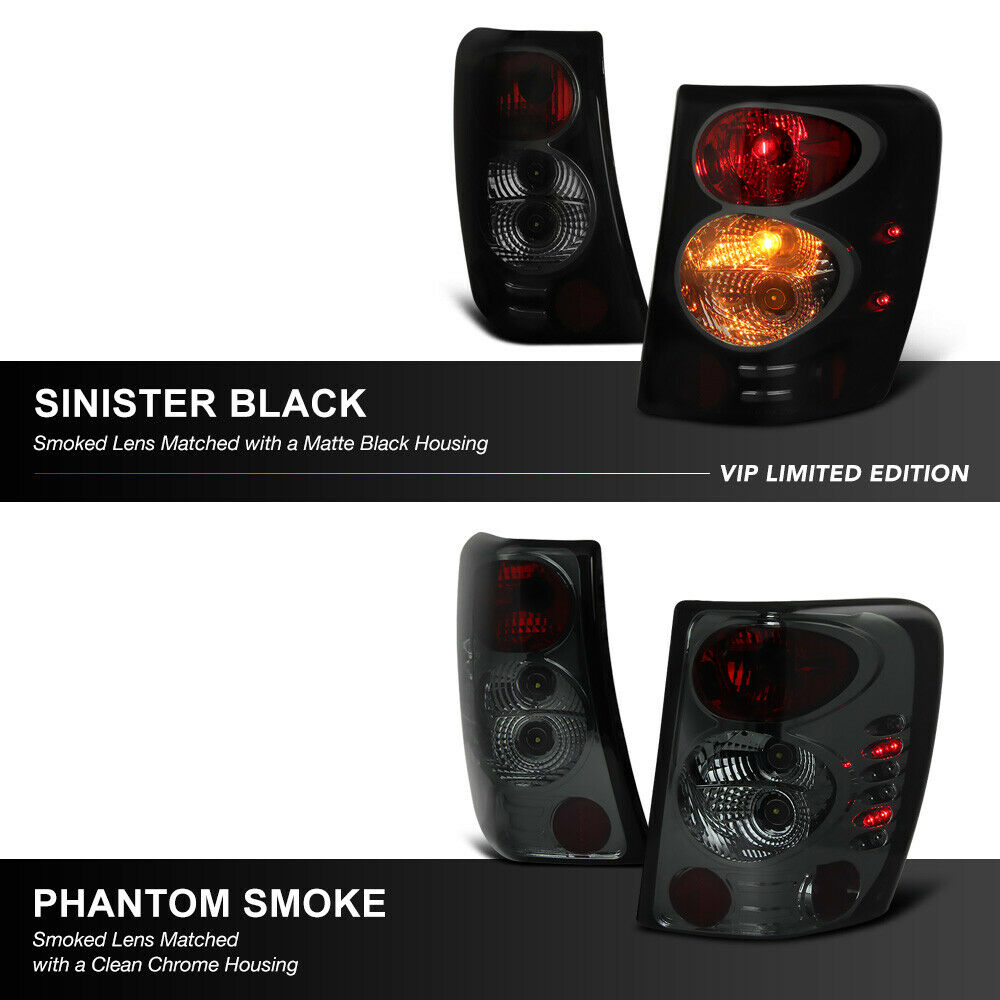 SINISTER BLACK
Smoked Lens Matched with a Matte Black Housing
VIP LIMITED EDITION
PHANTOM SMOKE
Smoked Lens Matched
with a Clean Chrome Housing